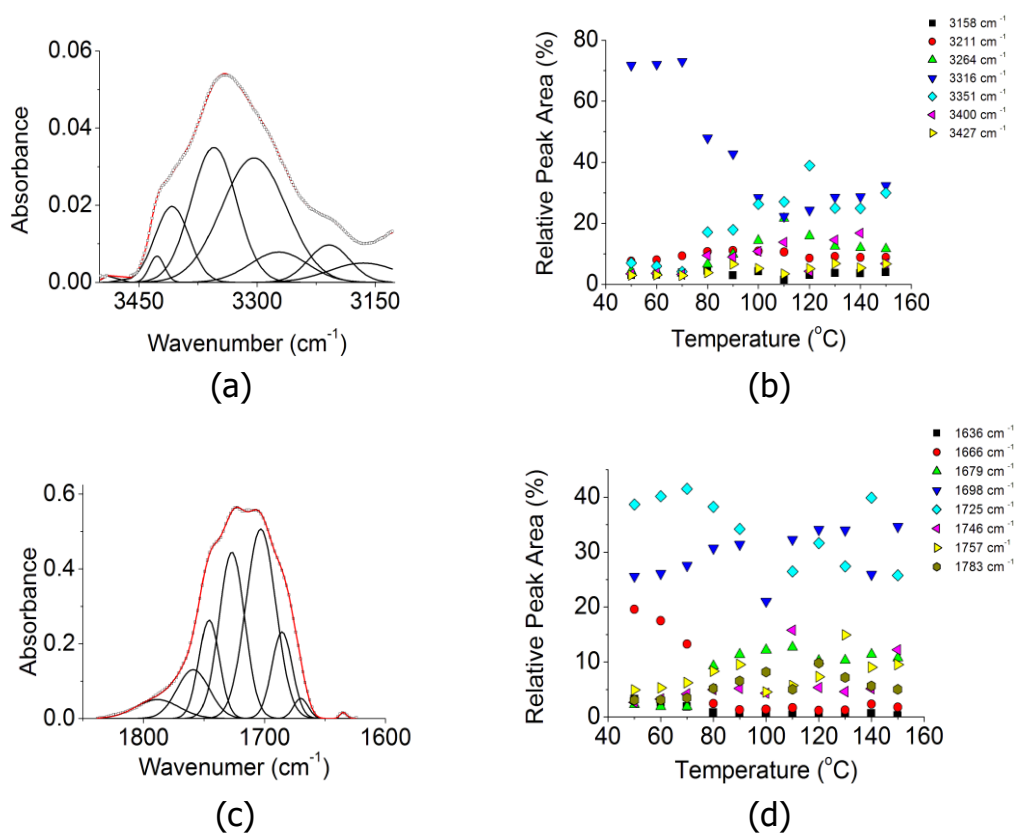 0.06
0.04
0.02
0.00
Absorbance
3450 3300 3150
Wavenumber (cm-1)
(a)
80
60
40
20
0
Relative Peak Area (%)
40 60 80 100 120 140 160
Temperature (oC)
3158 cm-1
3211 cm-1
3264 cm-1
3316 cm-1
3351 cm-1
3400 cm-1
3427 cm-1
(b)
0.6
0.4
0.2
0.0
Absorbance
1800 1700 1600
Wavenumer (cm-1)
(c)
40
30
20
10
0
Relative Peak Area (%)
40 60 80 100 120 140 160
Temperature (oC)
1636 cm-1
1666 cm-1
1679 cm-1
1698 cm-1
1725 cm-1
1746 cm-1
1757 cm-1
1783 cm-1
(d)